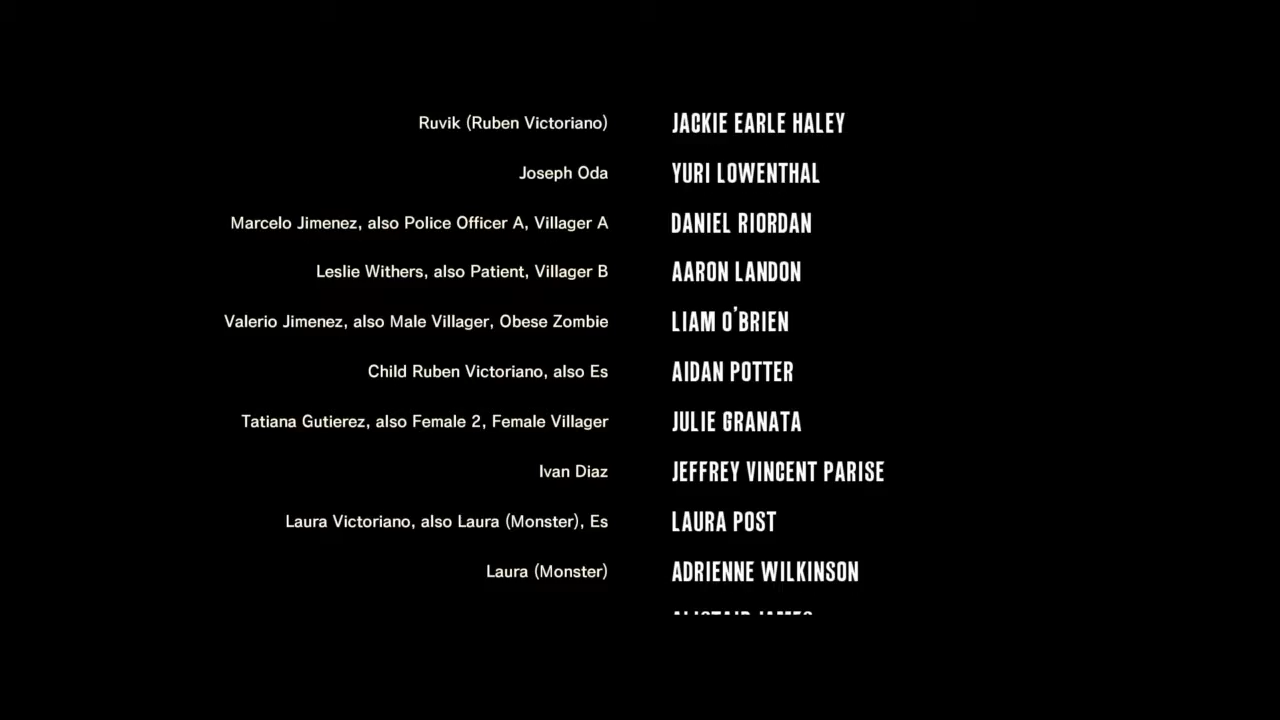 Ruvik (Ruben Victoriano) JACKIE EARLE HALEY
Joseph Oda YURI LOWENTHAL
Marcelo Jimenez, also Police Officer A, Villager A DANIEL RIORDAN
Leslie Withers, also Patient, Villager B AARON LANDON
Valerio Jimenez, also Male Villager, Obese Zombie LIAM O'BRIEN
Child Ruben Victoriano, also Es AIDAN POTTER
Tatiana Gutierez, also Female 2, Female Villager JULIE GRANATA
Ivan Diaz JEFFREY VINCENT PARISE
Laura Victoriano, also Laura (Monster), Es LAURA POST
Laura (Monster) ADRIENNE WILKINSON